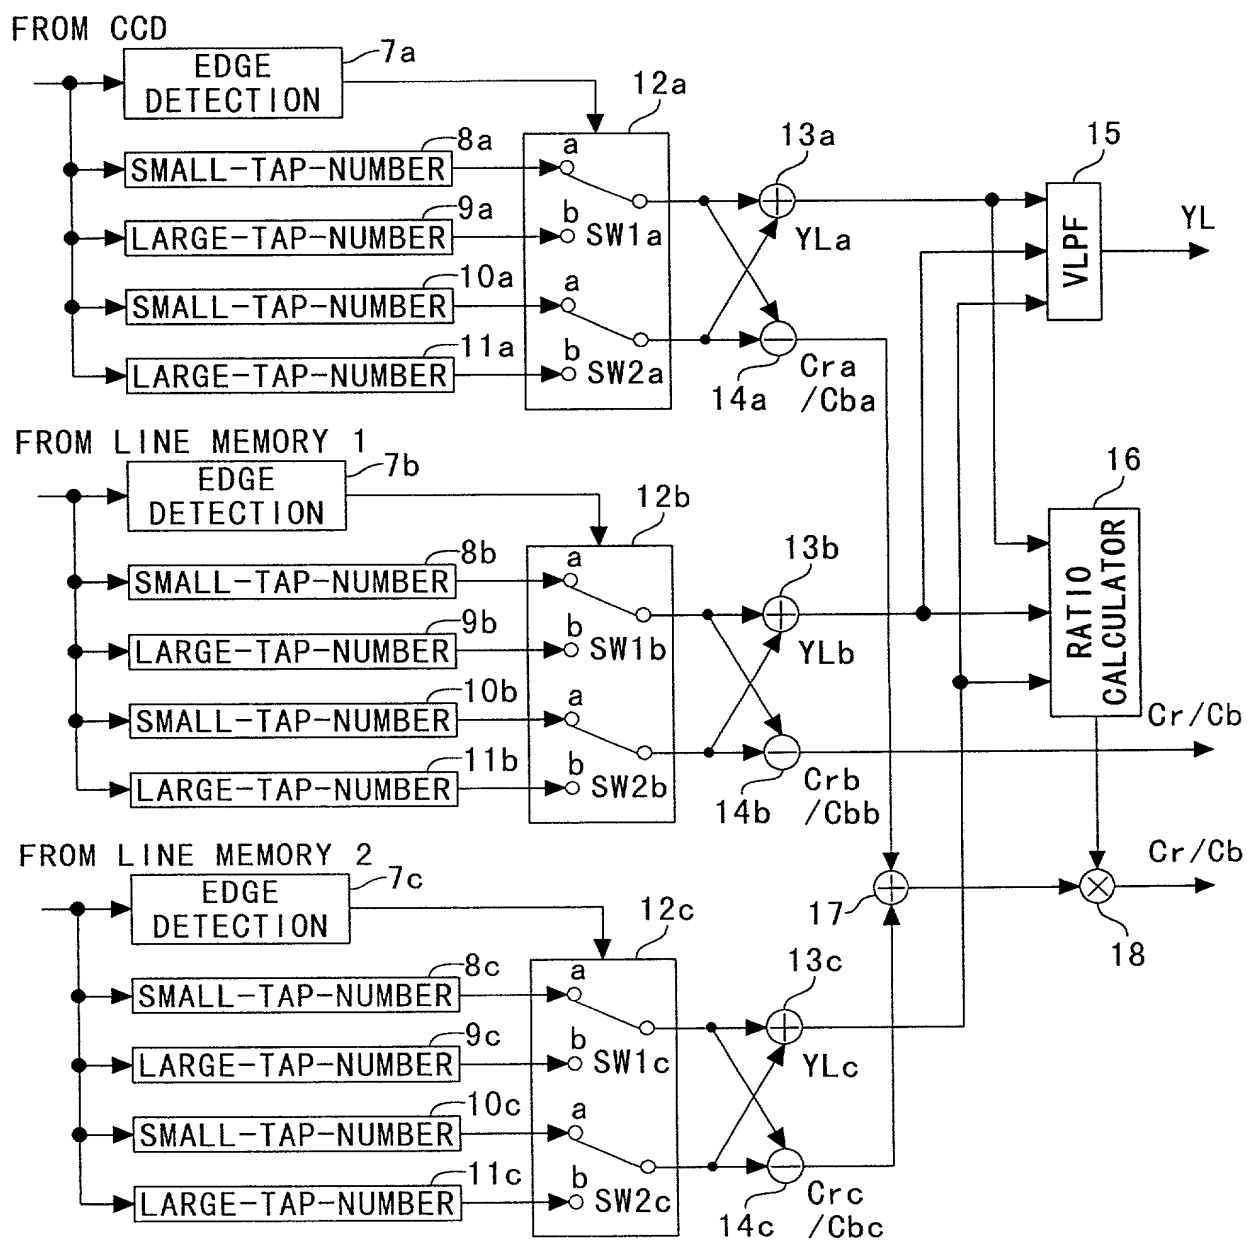 FROM CCD
EDGE
DETECTION
7a
12a
13a
15
SMALL-TAP-NUMBER
8a
a
LARGE-TAP-NUMBER
9a
b
SW1a
YLa
VLPF
YL
SMALL-TAP-NUMBER
10a
a
LARGE-TAP-NUMBER
11a
b
SW2a
14a
Cra
/Cba
FROM LINE MEMORY 1
EDGE
DETECTION
7b
12b
13b
16
SMALL-TAP-NUMBER
8b
a
LARGE-TAP-NUMBER
9b
b
SW1b
YLb
RATIO
CALCULATOR
SMALL-TAP-NUMBER
10b
a
Cr/Cb
LARGE-TAP-NUMBER
11b
b
SW2b
14b
Crb
/Cbb
FROM LINE MEMORY 2
EDGE
DETECTION
7c
12c
17
Cr/Cb
18
13c
SMALL-TAP-NUMBER
8c
a
LARGE-TAP-NUMBER
9c
b
SW1c
YLc
SMALL-TAP-NUMBER
10c
a
LARGE-TAP-NUMBER
11c
b
SW2c
14c
Crc
/Cbc